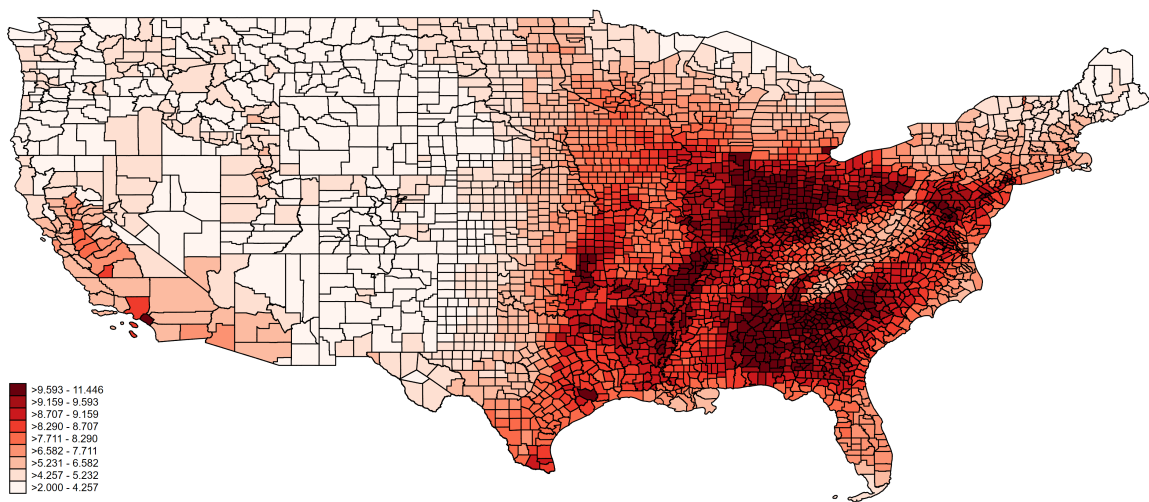 >9.593 - 11.446
>9.159 - 9.593
>8.707 - 9.159
>8.290 - 8.707
>7.711 - 8.290
>6.582 - 7.711
>5.231 - 6.582
>4.257 - 5.232
>2.000 - 4.257